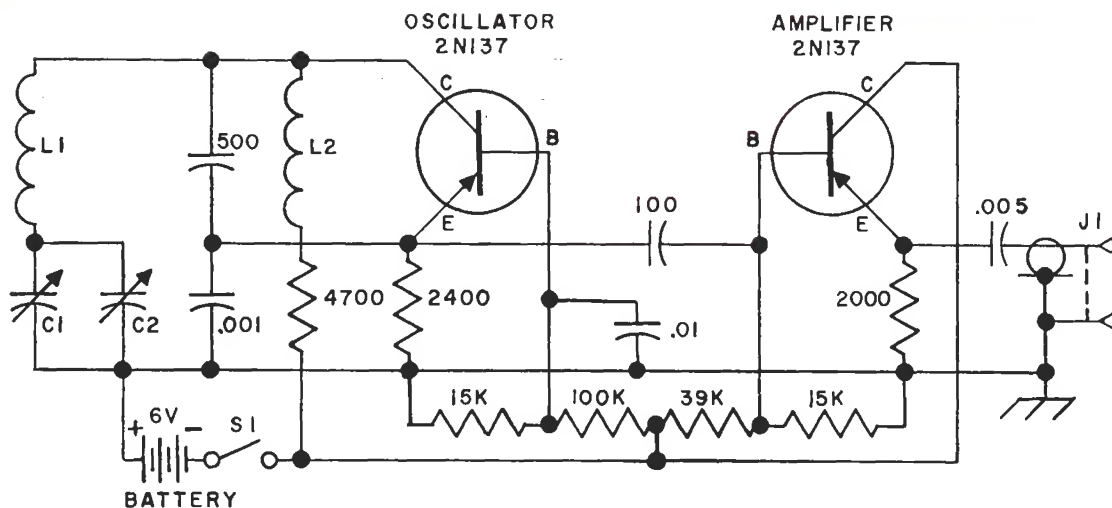 OSCILLATOR
2N137
AMPLIFIER
2N137
C
C
L1
500
L2
B
B
E
E
100
.005
J1
C1
C2
.001
4700
2400
.01
2000
15K
100K
39K
15K
+ 6V -
S1
BATTERY